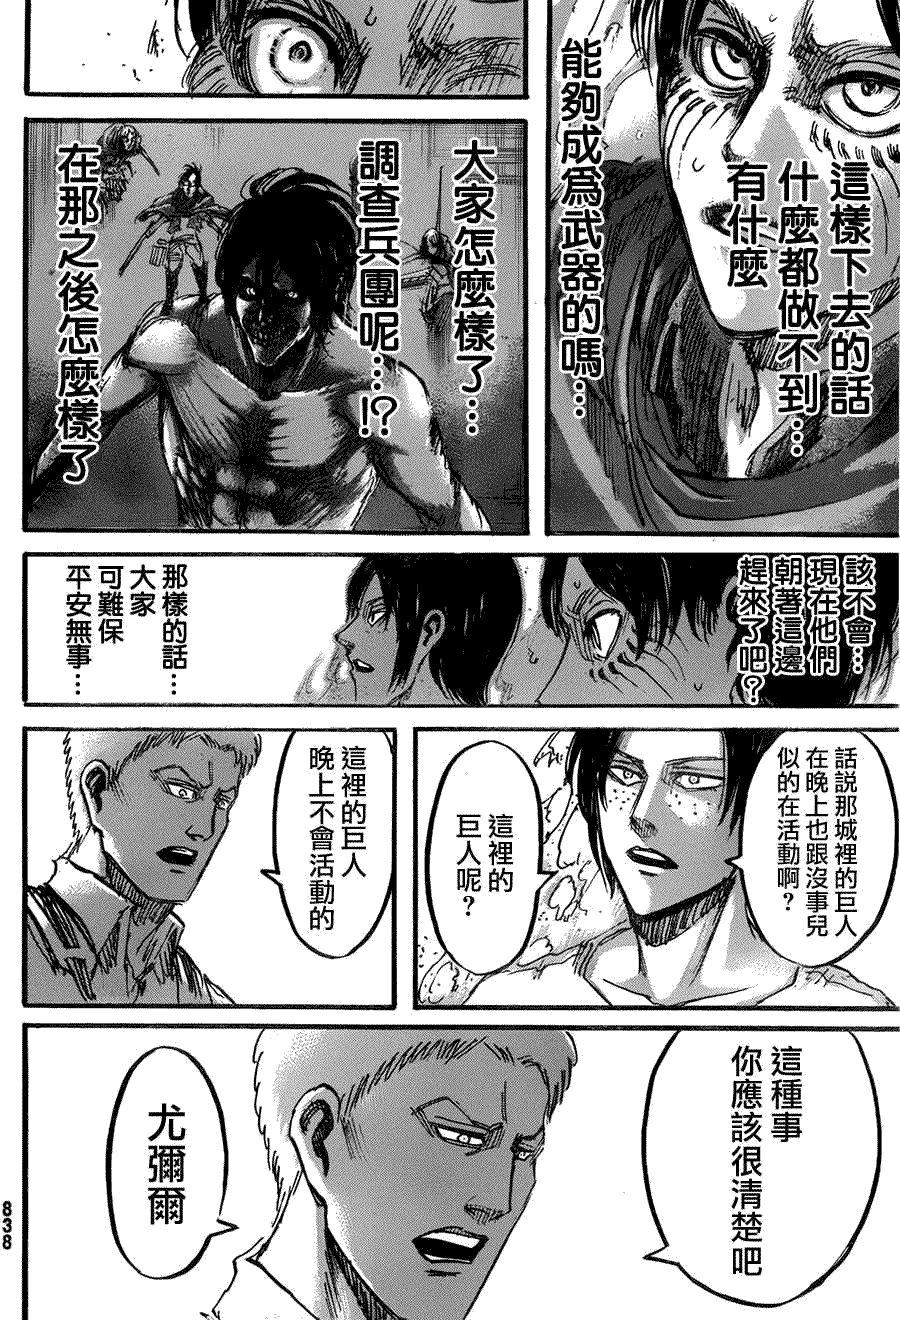 這樣下去的話
什麼都做不到…
有什麼
能夠成為武器的嗎…
大家怎麼樣了…
調查兵團呢…!?
在那之後怎麼樣了
該不會…
現在他們
朝著這邊
趕來了吧?
那樣的話…
大家
可難保
平安無事…
話説那城裡的巨人
在晚上也跟沒事兒
似的在活動啊?
這裡的
巨人呢?
這裡的巨人
晚上不會活動的
這種事
你應該很清楚吧
尤彌爾
838